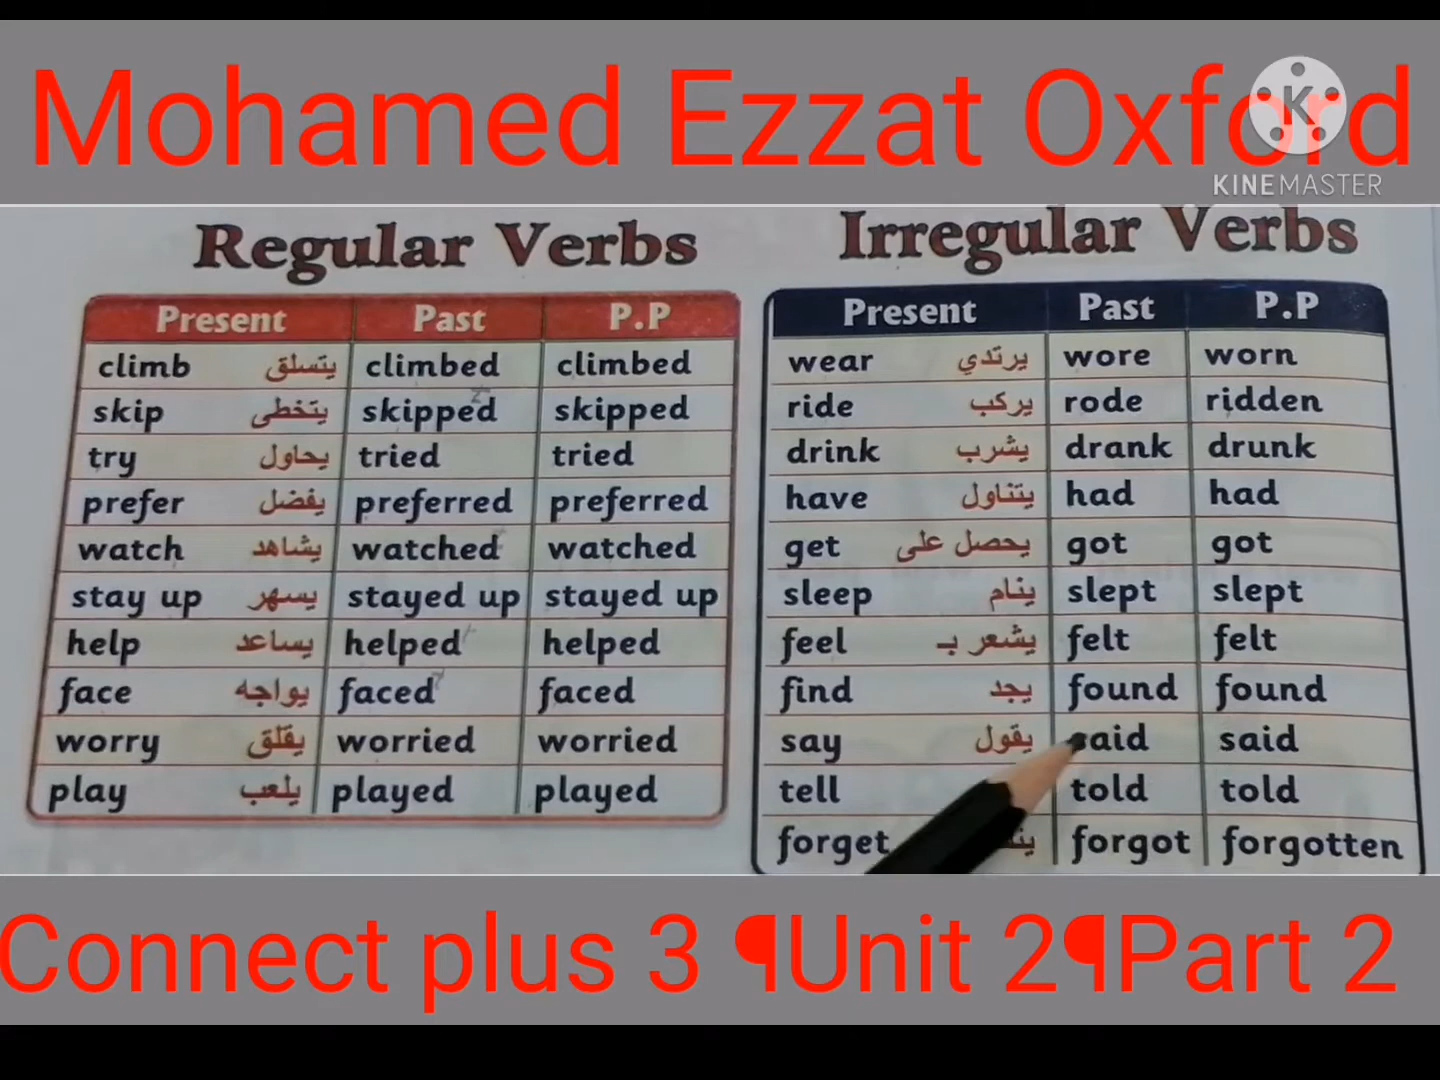 Mohamed Ezzat Oxford
K
KINEMASTER
Regular Verbs
Present Past P.P
climb يتسلق climbed climbed
skip يتخطى skipped skipped
try يحاول tried tried
prefer يفضل preferred preferred
watch يشاهد watched watched
stay up يسهر stayed up stayed up
help يساعد helped helped
face يواجه faced faced
worry يقلق worried worried
play يلعب played played
Irregular Verbs
Present Past P.P
wear يرتدي wore worn
ride يركب rode ridden
drink يشرب drank drunk
have يتناول had had
get يحصل على got got
sleep ينام slept slept
feel يشعر بـ felt felt
find يجد found found
say يقول said said
tell told told
forget forgot forgotten
Connect plus 3 ¶Unit 2¶Part 2